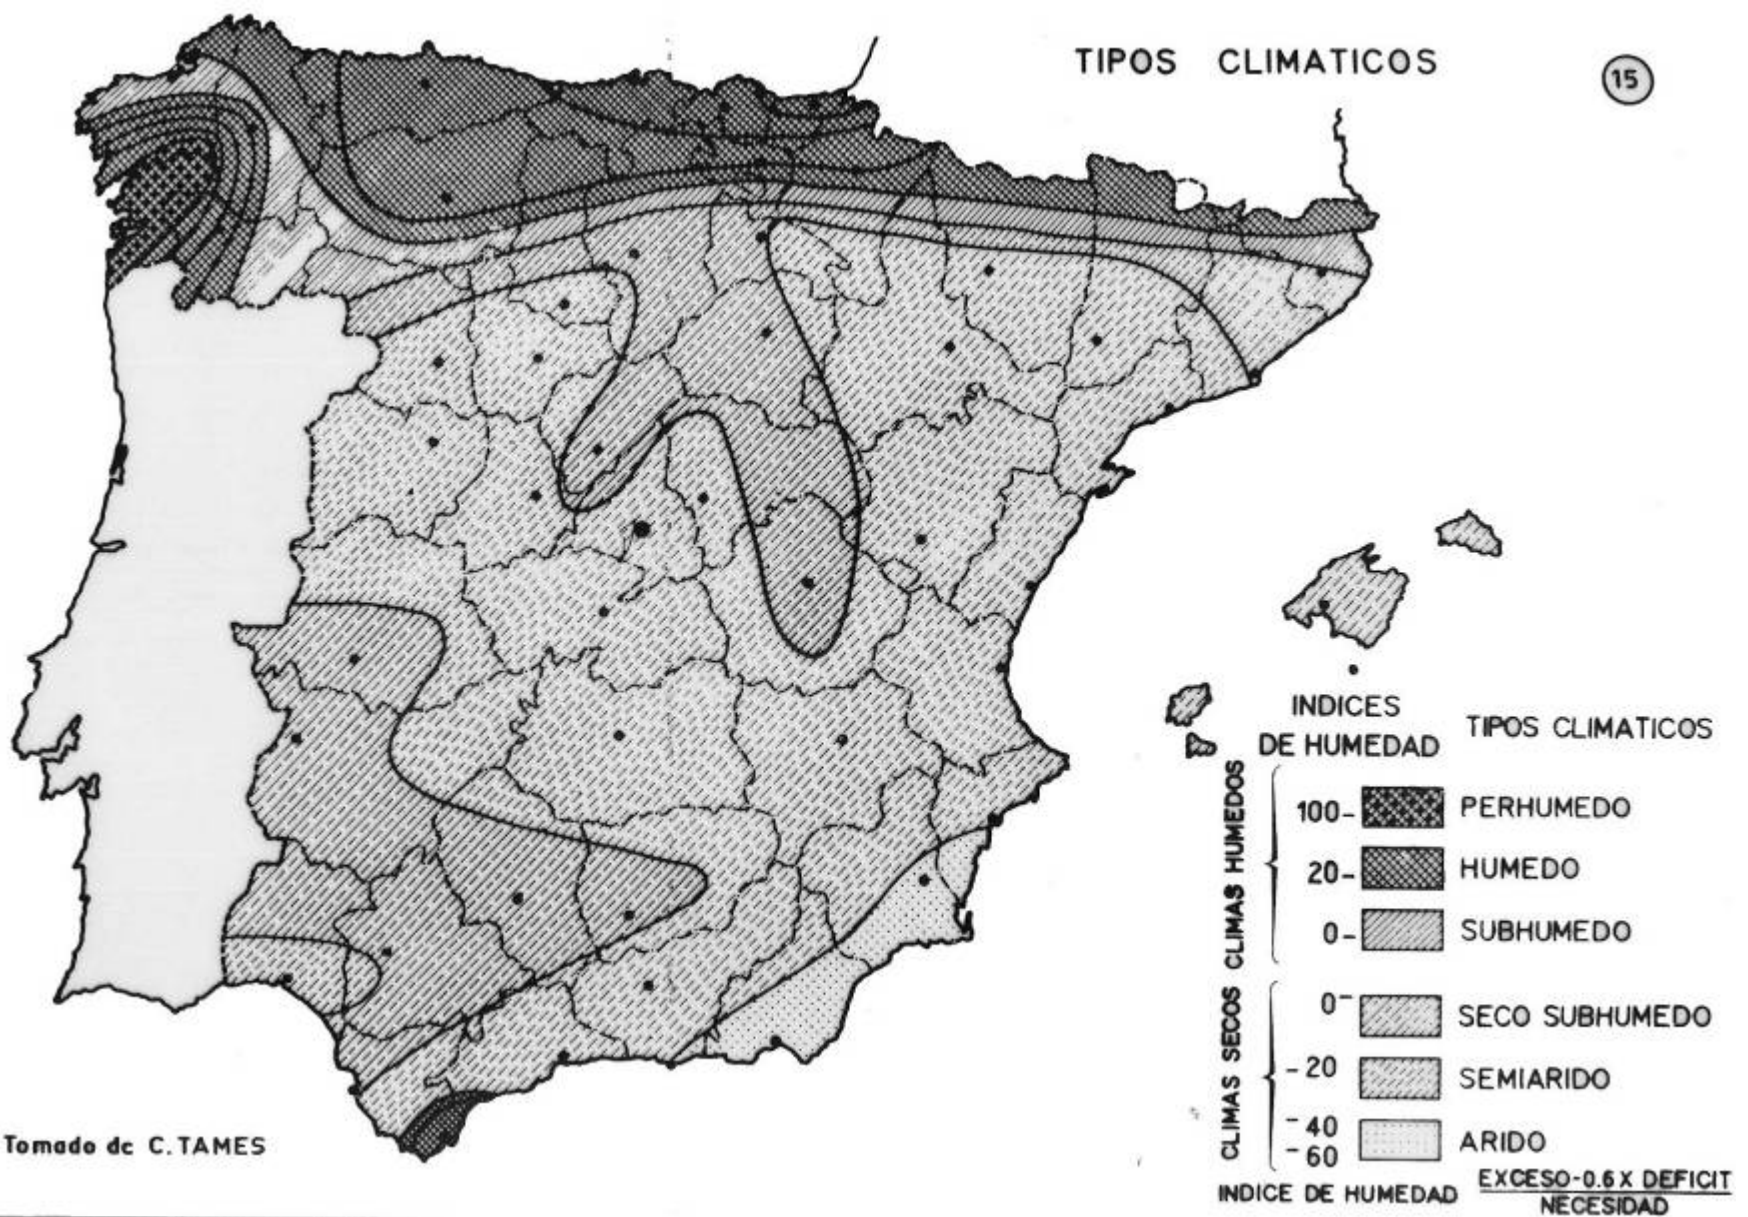 TIPOS CLIMATICOS
15
INDICES
DE HUMEDAD
TIPOS CLIMATICOS
CLIMAS HUMEDOS
100- PERHUMEDO
20- HUMEDO
0- SUBHUMEDO
CLIMAS SECOS
0- SECO SUBHUMEDO
-20 SEMIARIDO
-40
-60 ARIDO
INDICE DE HUMEDAD EXCESO-0.6 X DEFICIT
NECESIDAD
Tomado de C. TAMES